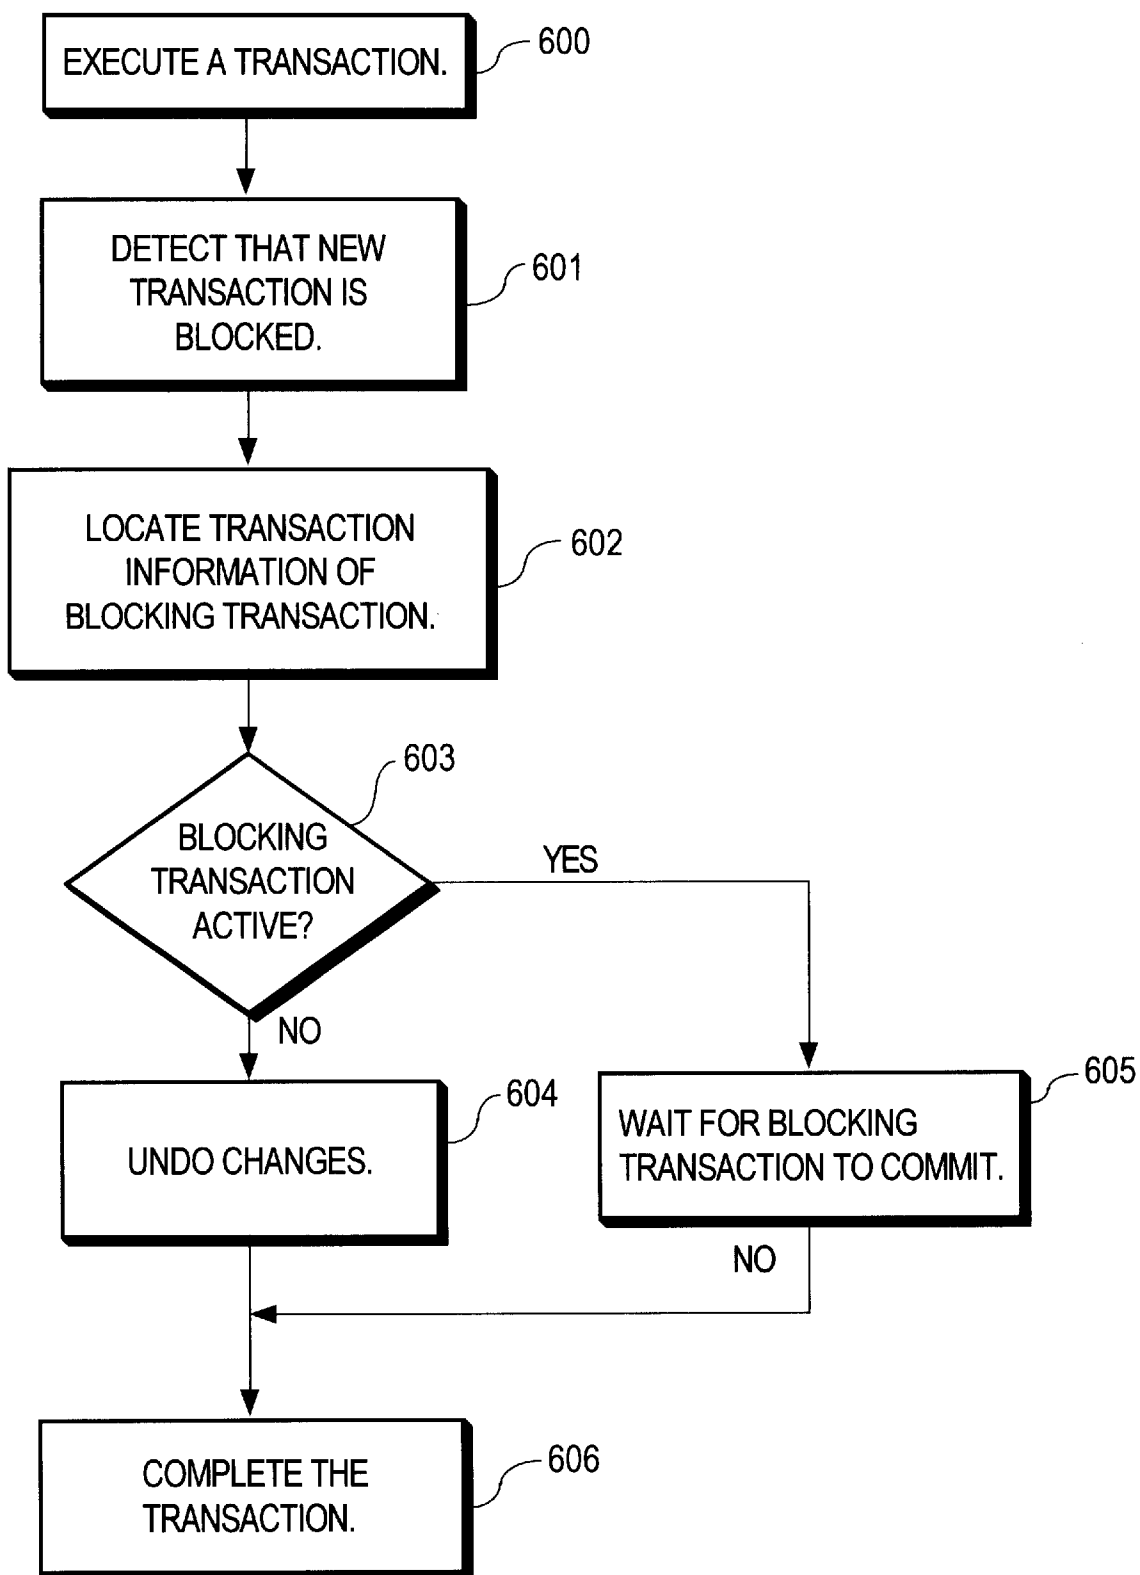 EXECUTE A TRANSACTION.
600
DETECT THAT NEW
TRANSACTION IS
BLOCKED.
601
LOCATE TRANSACTION
INFORMATION OF
BLOCKING TRANSACTION.
602
603
BLOCKING
TRANSACTION
ACTIVE?
YES
NO
604
UNDO CHANGES.
605
WAIT FOR BLOCKING
TRANSACTION TO COMMIT.
NO
COMPLETE THE
TRANSACTION.
606